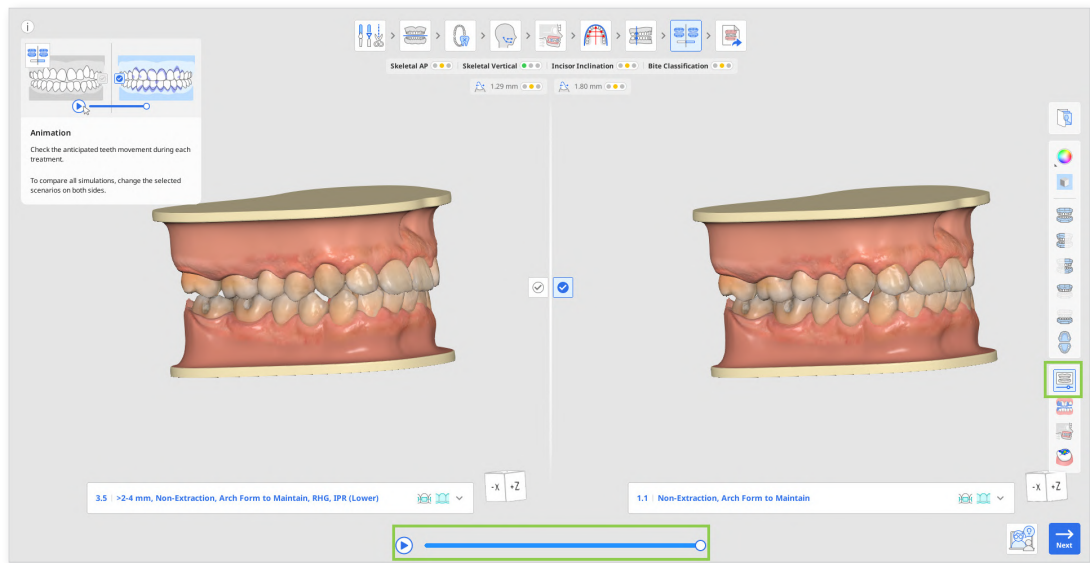 Skeletal AP | Skeletal Vertical | Incisor Inclination | Bite Classification
1.29 mm 1.80 mm
Animation
Check the anticipated teeth movement during each
treatment.
To compare all simulations, change the selected
scenarios on both sides.
-X +Z
-X +Z
3.5 | >2-4 mm, Non-Extraction, Arch Form to Maintain, RHG, IPR (Lower)
1.1 | Non-Extraction, Arch Form to Maintain
Next